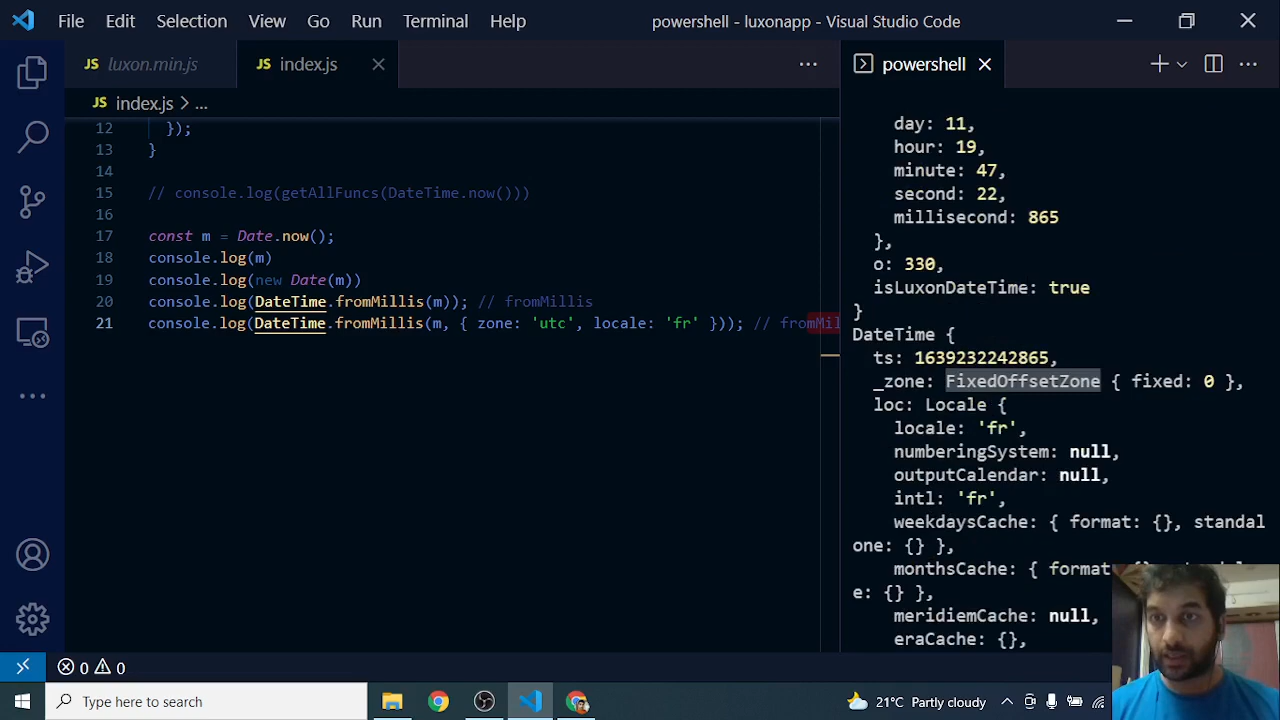 File Edit Selection View Go Run Terminal Help powershell - luxonapp - Visual Studio Code
JS luxon.min.js JS index.js powershell
JS index.js > ...
12 });
13 }
14
15 // console.log(getAllFuncs(DateTime.now()))
16
17 const m = Date.now();
18 console.log(m)
19 console.log(new Date(m))
20 console.log(DateTime.fromMillis(m)); // fromMillis
21 console.log(DateTime.fromMillis(m, { zone: 'utc', locale: 'fr' })); // fromMil
day: 11,
hour: 19,
minute: 47,
second: 22,
millisecond: 865
},
o: 330,
isLuxonDateTime: true
}
DateTime {
ts: 1639232242865,
_zone: FixedOffsetZone { fixed: 0 },
loc: Locale {
locale: 'fr',
numberingSystem: null,
outputCalendar: null,
intl: 'fr',
weekdaysCache: { format: {}, standal
one: {} },
monthsCache: { format
e: {} },
meridiemCache: null,
eraCache: {},
0 0
Type here to search 21°C Partly cloudy